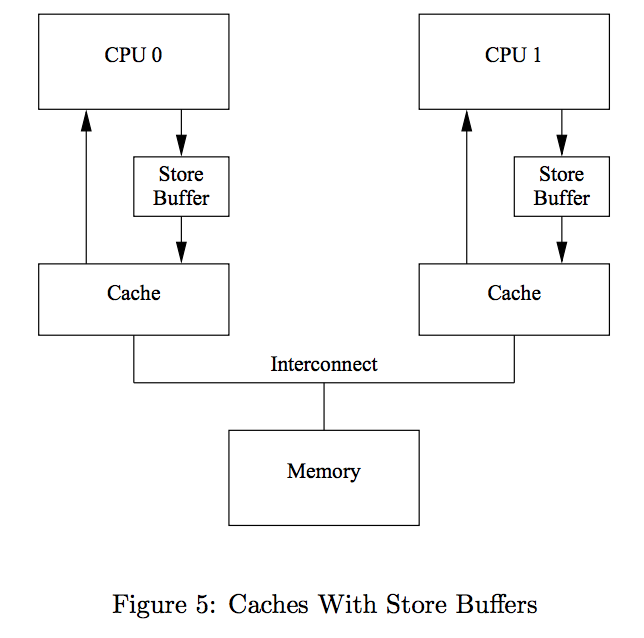 CPU 0
CPU 1
Store
Buffer
Store
Buffer
Cache
Cache
Interconnect
Memory
Figure 5: Caches With Store Buffers